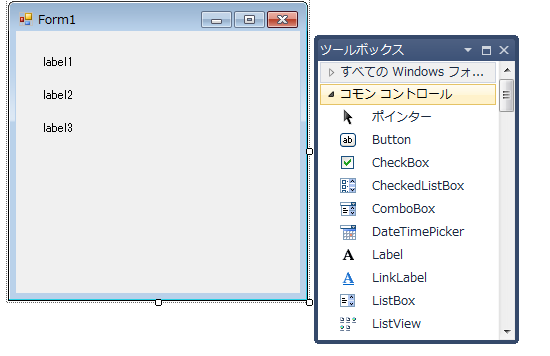 Form1
label1
label2
label3
ツールボックス
すべての Windows フォ...
コモン コントロール
ポインター
Button
CheckBox
CheckedListBox
ComboBox
DateTimePicker
Label
LinkLabel
ListBox
ListView